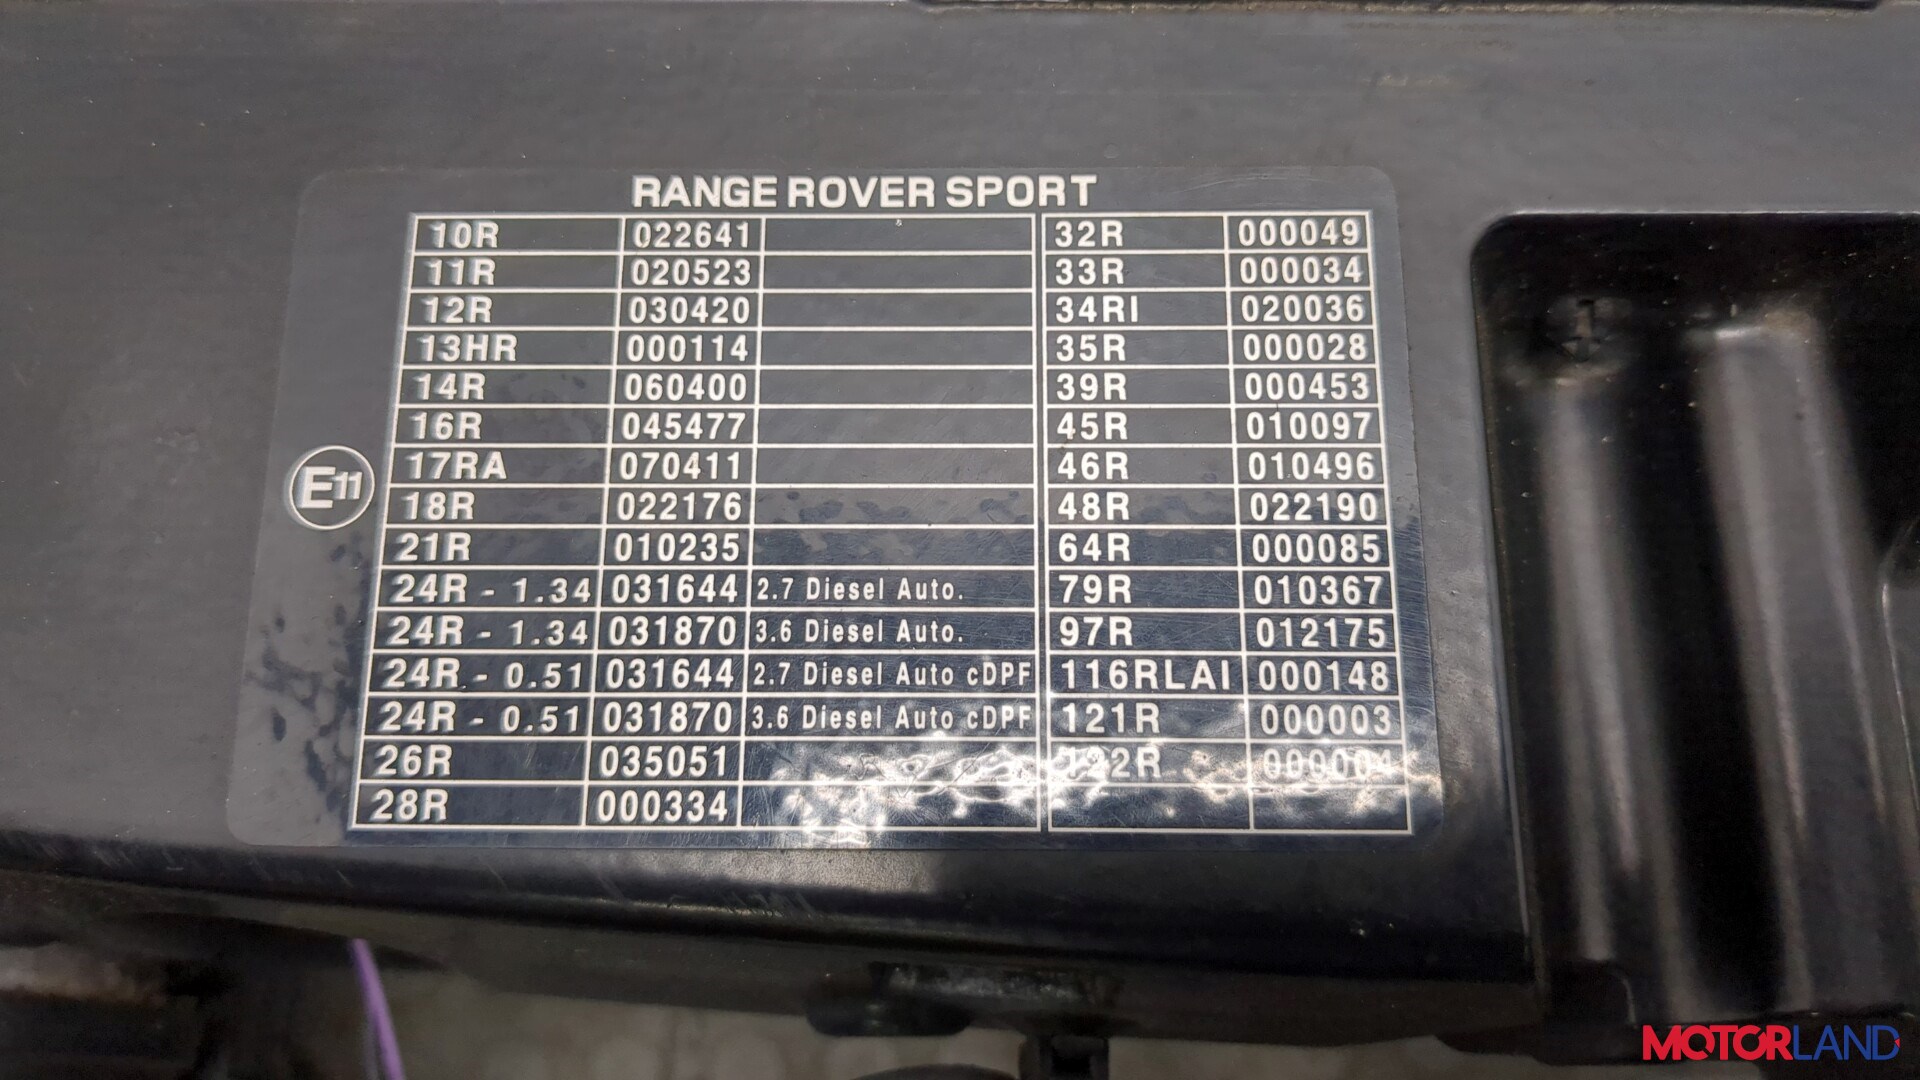 RANGE ROVER SPORT
10R 022641 32R 000049
11R 020523 33R 000034
12R 030420 34RI 020036
13HR 000114 35R 000028
14R 060400 39R 000453
16R 045477 45R 010097
17RA 070411 46R 010496
E11
18R 022176 48R 022190
21R 010235 64R 000085
24R - 1.34 031644 2.7 Diesel Auto. 79R 010367
24R - 1.34 031870 3.6 Diesel Auto. 97R 012175
24R - 0.51 031644 2.7 Diesel Auto cDPF 116RLAI 000148
24R - 0.51 031870 3.6 Diesel Auto cDPF 121R 000003
26R 035051 122R
28R 000334
MOTORLAND